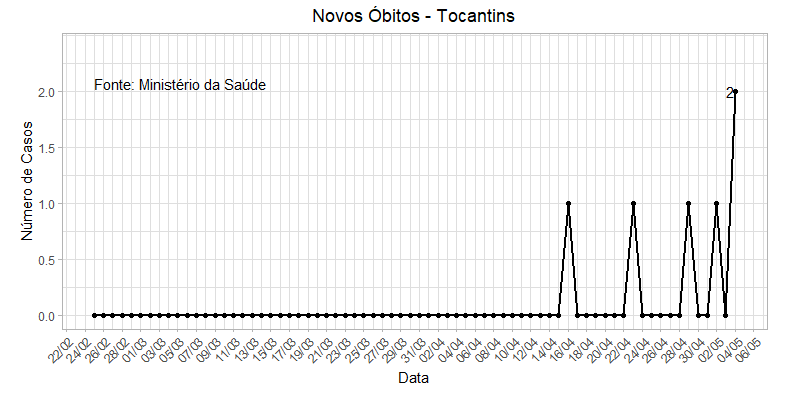 Novos Óbitos - Tocantins
Fonte: Ministério da Saúde
2
Número de Casos
2.0
1.5
1.0
0.5
0.0
22/02 24/02 26/02 28/02 01/03 03/03 05/03 07/03 09/03 11/03 13/03 15/03 17/03 19/03 21/03 23/03 25/03 27/03 29/03 31/03 02/04 04/04 06/04 08/04 10/04 12/04 14/04 16/04 18/04 20/04 22/04 24/04 26/04 28/04 30/04 02/05 04/05 06/05
Data